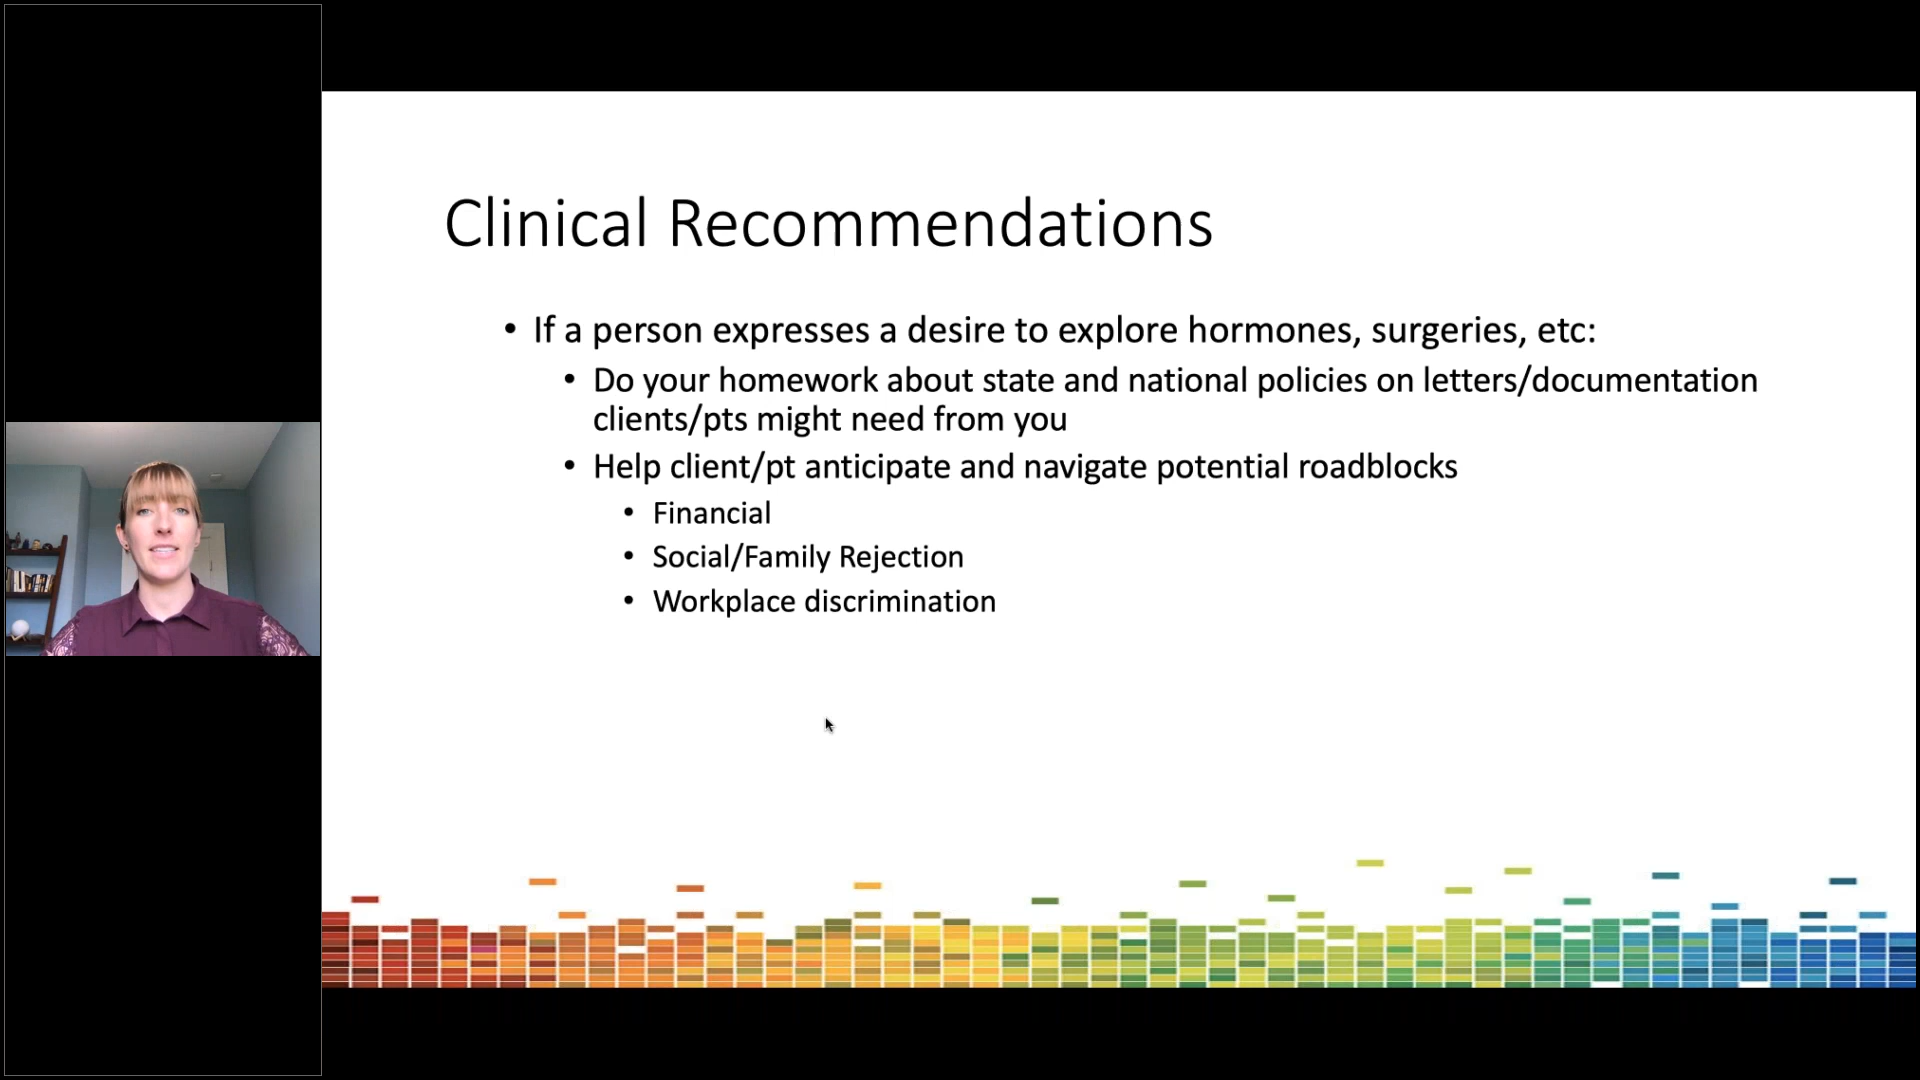 Clinical Recommendations
• If a person expresses a desire to explore hormones, surgeries, etc:
• Do your homework about state and national policies on letters/documentation
clients/pts might need from you
• Help client/pt anticipate and navigate potential roadblocks
• Financial
• Social/Family Rejection
• Workplace discrimination